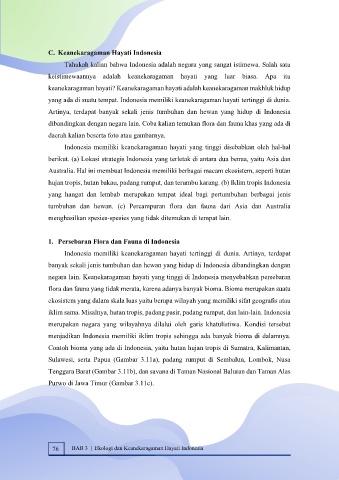 C. Keanekaragaman Hayati Indonesia
Tahukah kalian bahwa Indonesia adalah negara yang sangat istimewa. Salah satu
keistimewaannya adalah keanekaragaman hayati yang luar biasa. Apa itu
keanekaragaman hayati? Keanekaragaman hayati adalah keanekaragaman makhluk hidup
yang ada di suatu tempat. Indonesia memiliki keanekaragaman hayati tertinggi di dunia.
Artinya, terdapat banyak sekali jenis tumbuhan dan hewan yang hidup di Indonesia
dibandingkan dengan negara lain. Coba kalian temukan flora dan fauna khas yang ada di
daerah kalian beserta foto atau gambarnya.
Indonesia memiliki keanekaragaman hayati yang tinggi disebabkan oleh hal-hal
berikut. (a) Lokasi strategis Indonesia yang terletak di antara dua benua, yaitu Asia dan
Australia. Hal ini membuat Indonesia memiliki berbagai macam ekosistem, seperti hutan
hujan tropis, hutan bakau, padang rumput, dan terumbu karang. (b) Iklim tropis Indonesia
yang hangat dan lembab merupakan tempat ideal bagi pertumbuhan berbagai jenis
tumbuhan dan hewan. (c) Percampuran flora dan fauna dari Asia dan Australia
menghasilkan spesies-spesies yang tidak ditemukan di tempat lain.
1. Persebaran Flora dan Fauna di Indonesia
Indonesia memiliki keanekaragaman hayati tertinggi di dunia. Artinya, terdapat
banyak sekali jenis tumbuhan dan hewan yang hidup di Indonesia dibandingkan dengan
negara lain. Keanekaragaman hayati yang tinggi di Indonesia menyebabkan persebaran
flora dan fauna yang tidak merata, karena adanya banyak bioma. Bioma merupakan suatu
ekosistem yang dalam skala luas yaitu berupa wilayah yang memiliki sifat geografis atau
iklim sama. Misalnya, hutan tropis, padang pasir, padang rumput, dan lain-lain. Indonesia
merupakan negara yang wilayahnya dilalui oleh garis khatulistiwa. Kondisi tersebut
menjadikan Indonesia memiliki iklim tropis sehingga ada banyak bioma di dalamnya.
Contoh bioma yang ada di Indonesia, yaitu hutan hujan tropis di Sumatra, Kalimantan,
Sulawesi, serta Papua (Gambar 3.11a), padang rumput di Sembalun, Lombok, Nusa
Tenggara Barat (Gambar 3.11b), dan savana di Taman Nasional Baluran dan Taman Alas
Purwo di Jawa Timur (Gambar 3.11c).
76 BAB 3 | Ekologi dan Keanekaragaman Hayati Indonesia